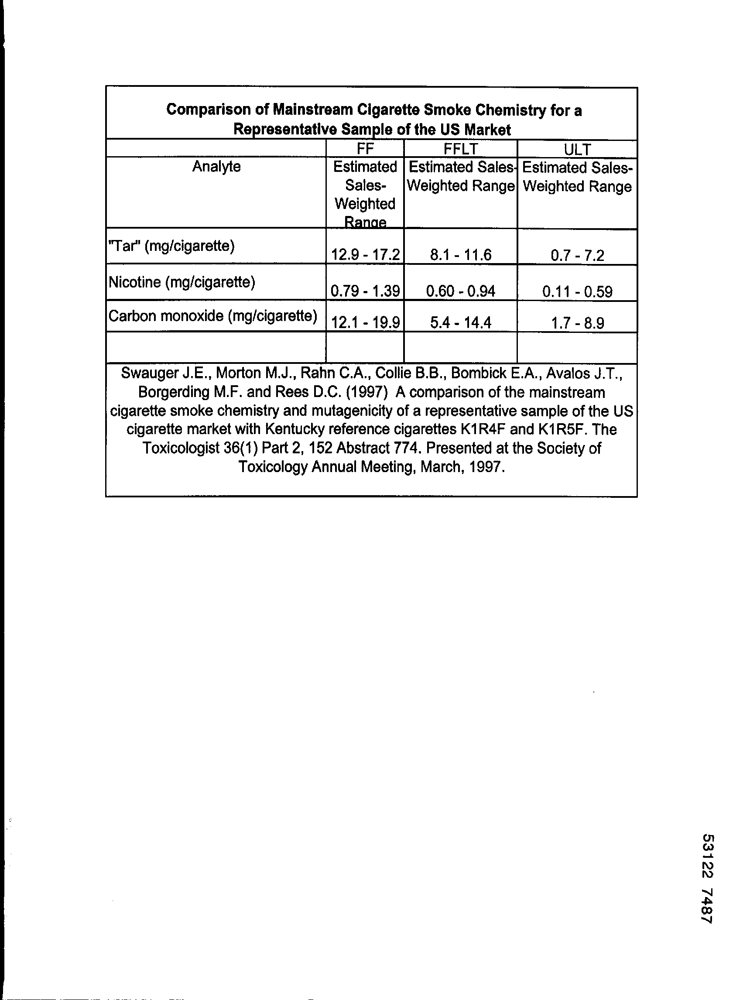 Comparison of Mainstream Cigarette Smoke Chemistry for a
Representative Sample of the US Market
FF FFLT ULT
Analyte Estimated Estimated Sales- Estimated Sales-
Sales- Weighted Range Weighted Range
Weighted
Range
"Tar" (mg/cigarette) 12.9 - 17.2 8.1 - 11.6 0.7 - 7.2
Nicotine (mg/cigarette) 0.79 - 1.39 0.60 - 0.94 0.11 - 0.59
Carbon monoxide (mg/cigarette) 12.1 - 19.9 5.4 - 14.4 1.7 - 8.9
Swauger J.E., Morton M.J., Rahn C.A., Collie B.B., Bombick E.A., Avalos J.T.,
Borgerding M.F. and Rees D.C. (1997) A comparison of the mainstream
cigarette smoke chemistry and mutagenicity of a representative sample of the US
cigarette market with Kentucky reference cigarettes K1R4F and K1R5F. The
Toxicologist 36(1) Part 2, 152 Abstract 774. Presented at the Society of
Toxicology Annual Meeting, March, 1997.
53122 7487